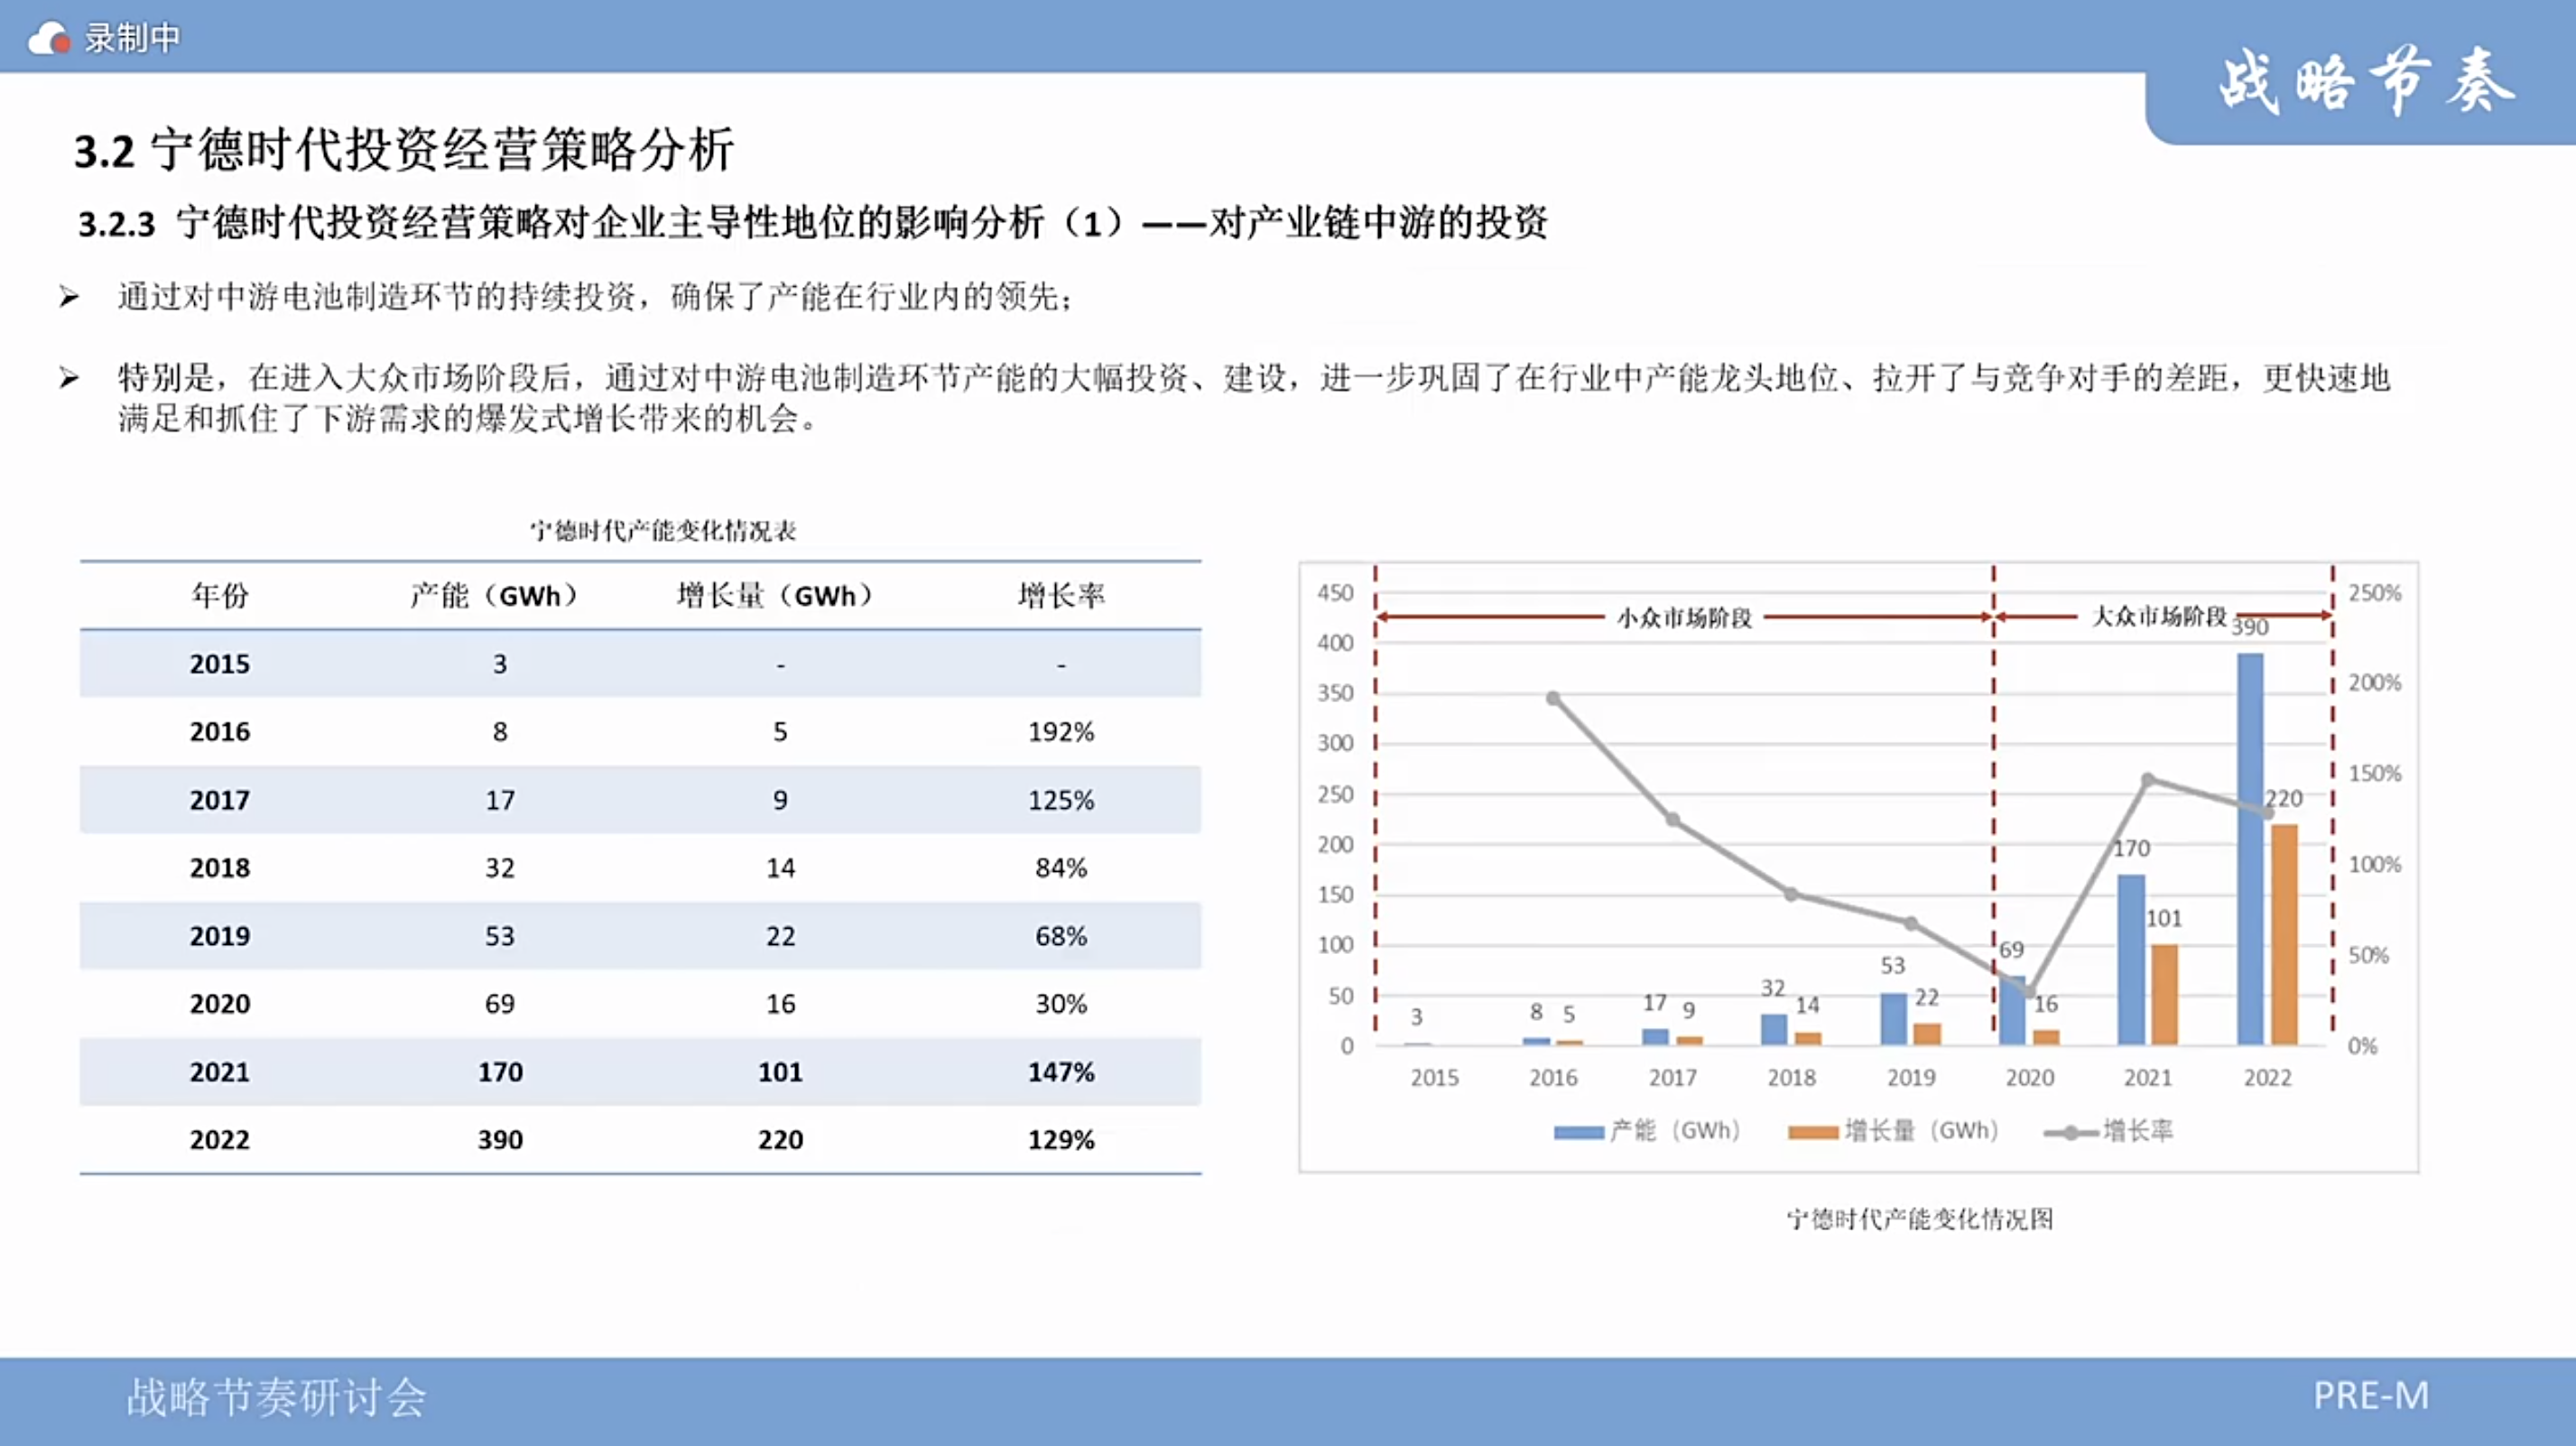 录制中
战略节奏
3.2 宁德时代投资经营策略分析
3.2.3 宁德时代投资经营策略对企业主导性地位的影响分析（1）——对产业链中游的投资
➢ 通过对中游电池制造环节的持续投资，确保了产能在行业内的领先；
➢ 特别是，在进入大众市场阶段后，通过对中游电池制造环节产能的大幅投资、建设，进一步巩固了在行业中产能龙头地位、拉开了与竞争对手的差距，更快速地
满足和抓住了下游需求的爆发式增长带来的机会。
宁德时代产能变化情况表
年份 产能（GWh） 增长量（GWh） 增长率
2015 3 - -
2016 8 5 192%
2017 17 9 125%
2018 32 14 84%
2019 53 22 68%
2020 69 16 30%
2021 170 101 147%
2022 390 220 129%
450 250%
小众市场阶段 大众市场阶段
390
400
350 200%
300
250 150%
220
200
170
150 100%
101
100
69
50 50%
53 22
32 14
17 9
8 5
3
16
0 0%
2015 2016 2017 2018 2019 2020 2021 2022
产能（GWh） 增长量（GWh） 增长率
宁德时代产能变化情况图
战略节奏研讨会
PRE-M